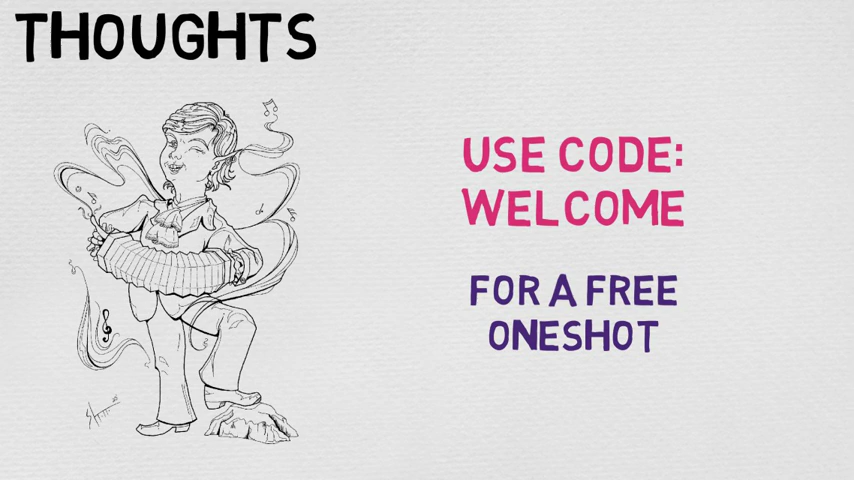 THOUGHTS
USE CODE:
WELCOME
FOR A FREE
ONESHOT